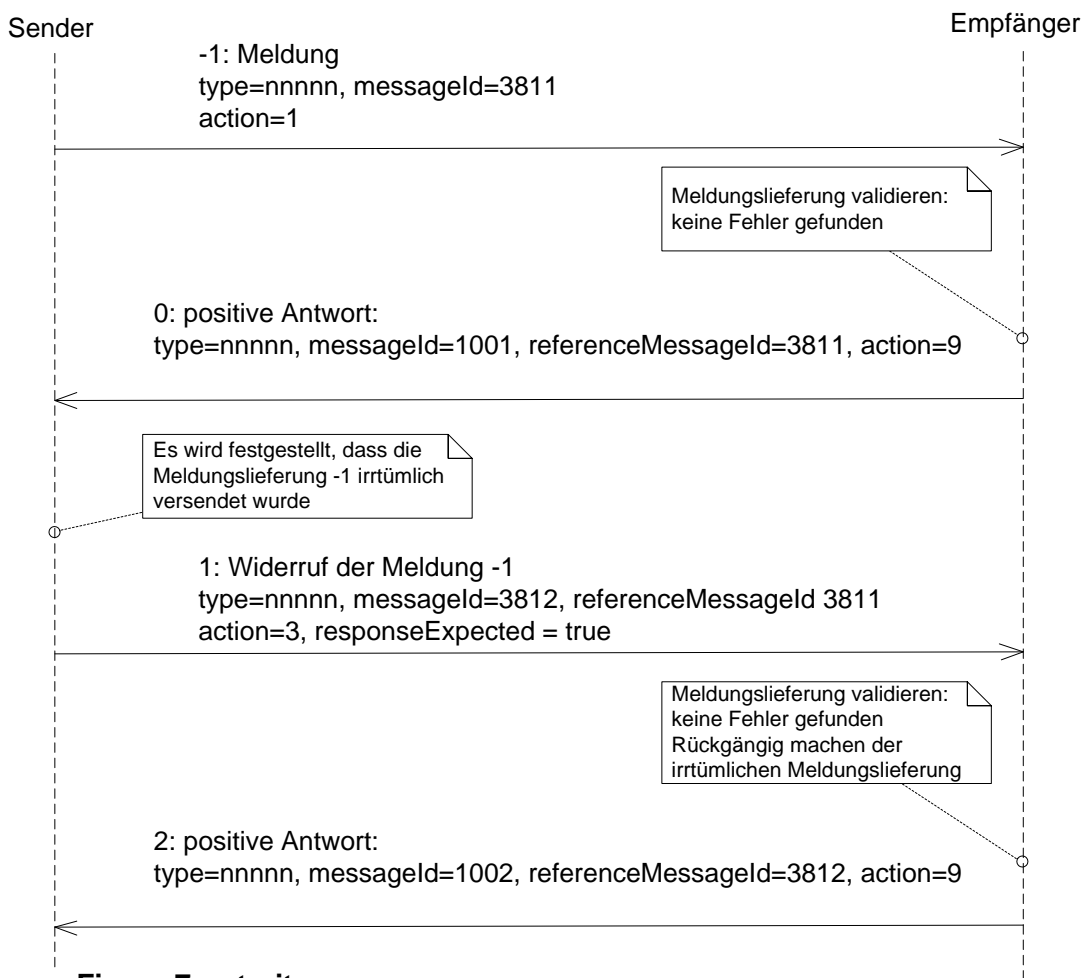 Sender
Empfänger
-1: Meldung
type=nnnnn, messageId=3811
action=1
Meldungslieferung validieren:
keine Fehler gefunden
0: positive Antwort:
type=nnnnn, messageId=1001, referenceMessageId=3811, action=9
Es wird festgestellt, dass die
Meldungslieferung -1 irrtümlich
versendet wurde
1: Widerruf der Meldung -1
type=nnnnn, messageId=3812, referenceMessageId 3811
action=3, responseExpected = true
Meldungslieferung validieren:
keine Fehler gefunden
Rückgängig machen der
irrtümlichen Meldungslieferung
2: positive Antwort:
type=nnnnn, messageId=1002, referenceMessageId=3812, action=9